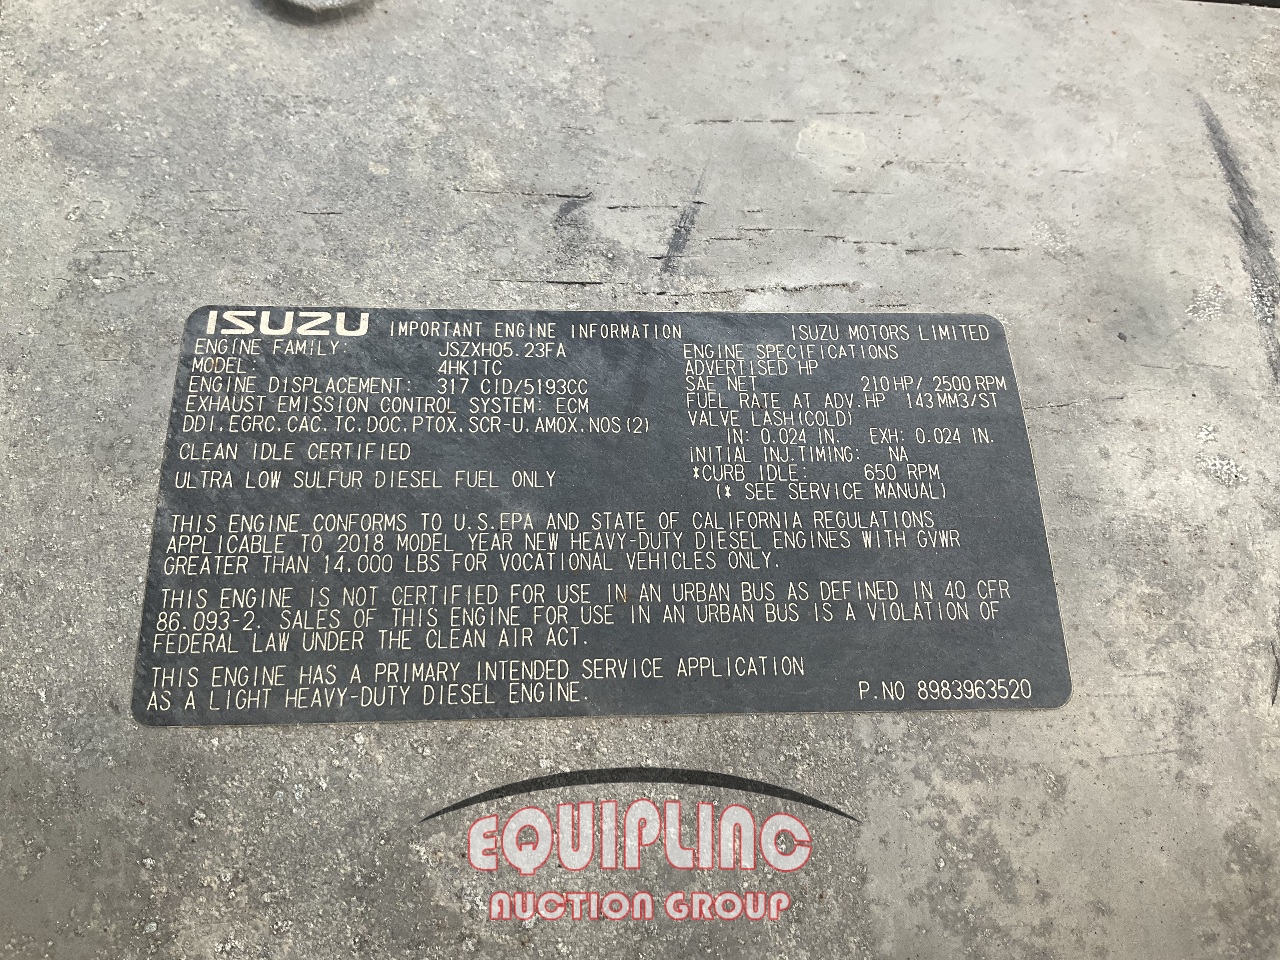 ISUZU IMPORTANT ENGINE INFORMATION ISUZU MOTORS LIMITED
ENGINE FAMILY: JSZXH05.23FA
MODEL: 4HK1TC
ENGINE DISPLACEMENT: 317 CID/5193CC
EXHAUST EMISSION CONTROL SYSTEM: ECM
DDI.EGRC.CAC.TC.DOC.PTOX.SCR-U.AMOX.NOS(2)
CLEAN IDLE CERTIFIED
ULTRA LOW SULFUR DIESEL FUEL ONLY
ENGINE SPECIFICATIONS
ADVERTISED HP
SAE NET 210HP/ 2500RPM
FUEL RATE AT ADV.HP 143MM3/ST
VALVE LASH(COLD)
IN: 0.024 IN. EXH: 0.024 IN.
INITIAL INJ.TIMING: NA
*CURB IDLE: 650 RPM
(* SEE SERVICE MANUAL)
THIS ENGINE CONFORMS TO U.S.EPA AND STATE OF CALIFORNIA REGULATIONS
APPLICABLE TO 2018 MODEL YEAR NEW HEAVY-DUTY DIESEL ENGINES WITH GVWR
GREATER THAN 14.000 LBS FOR VOCATIONAL VEHICLES ONLY.
THIS ENGINE IS NOT CERTIFIED FOR USE IN AN URBAN BUS AS DEFINED IN 40 CFR
86.093-2. SALES OF THIS ENGINE FOR USE IN AN URBAN BUS IS A VIOLATION OF
FEDERAL LAW UNDER THE CLEAN AIR ACT.
THIS ENGINE HAS A PRIMARY INTENDED SERVICE APPLICATION
AS A LIGHT HEAVY-DUTY DIESEL ENGINE. P.NO 8983963520
EQUIPLINC
AUCTION GROUP